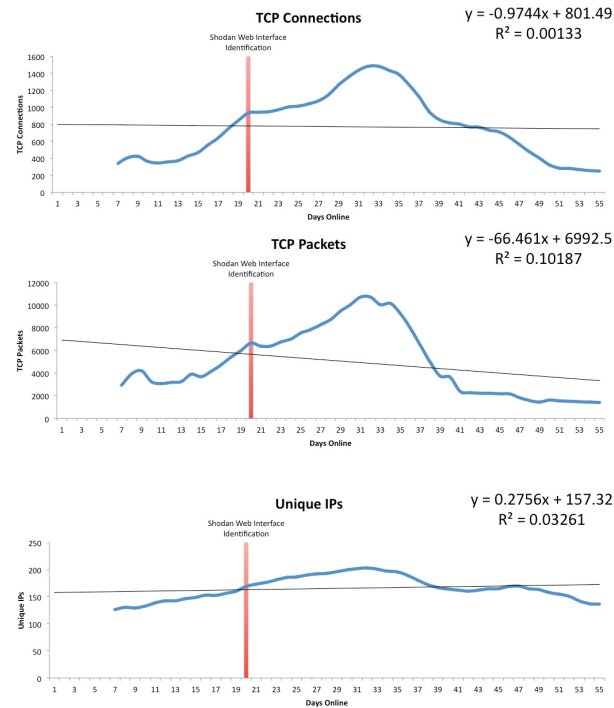 TCP Connections
y = -0.9744x + 801.49
R² = 0.00133
Shodan Web Interface
Identification
TCP Connections
1600
1400
1200
1000
800
600
400
200
0
1 3 5 7 9 11 13 15 17 19 21 23 25 27 29 31 33 35 37 39 41 43 45 47 49 51 53 55
Days Online
TCP Packets
y = -66.461x + 6992.5
R² = 0.10187
Shodan Web Interface
Identification
TCP Packets
12000
10000
8000
6000
4000
2000
0
1 3 5 7 9 11 13 15 17 19 21 23 25 27 29 31 33 35 37 39 41 43 45 47 49 51 53 55
Days Online
Unique IPs
y = 0.2756x + 157.32
R² = 0.03261
Shodan Web Interface
Identification
Unique IPs
250
200
150
100
50
0
1 3 5 7 9 11 13 15 17 19 21 23 25 27 29 31 33 35 37 39 41 43 45 47 49 51 53 55
Days Online